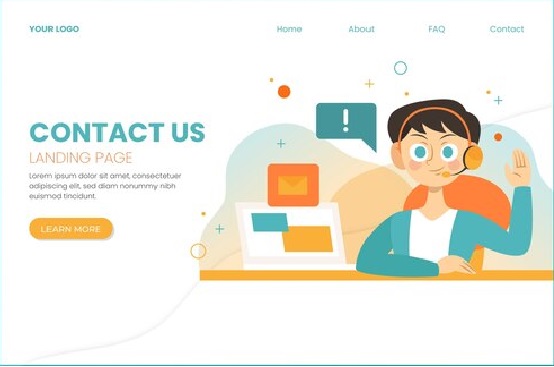 YOUR LOGO
Home
About
FAQ
Contact
!
CONTACT US
LANDING PAGE
Lorem ipsum dolor sit amet, consectetuer
adipiscing elit, sed diam nonummy nibh
euismod tincidunt.
LEARN MORE